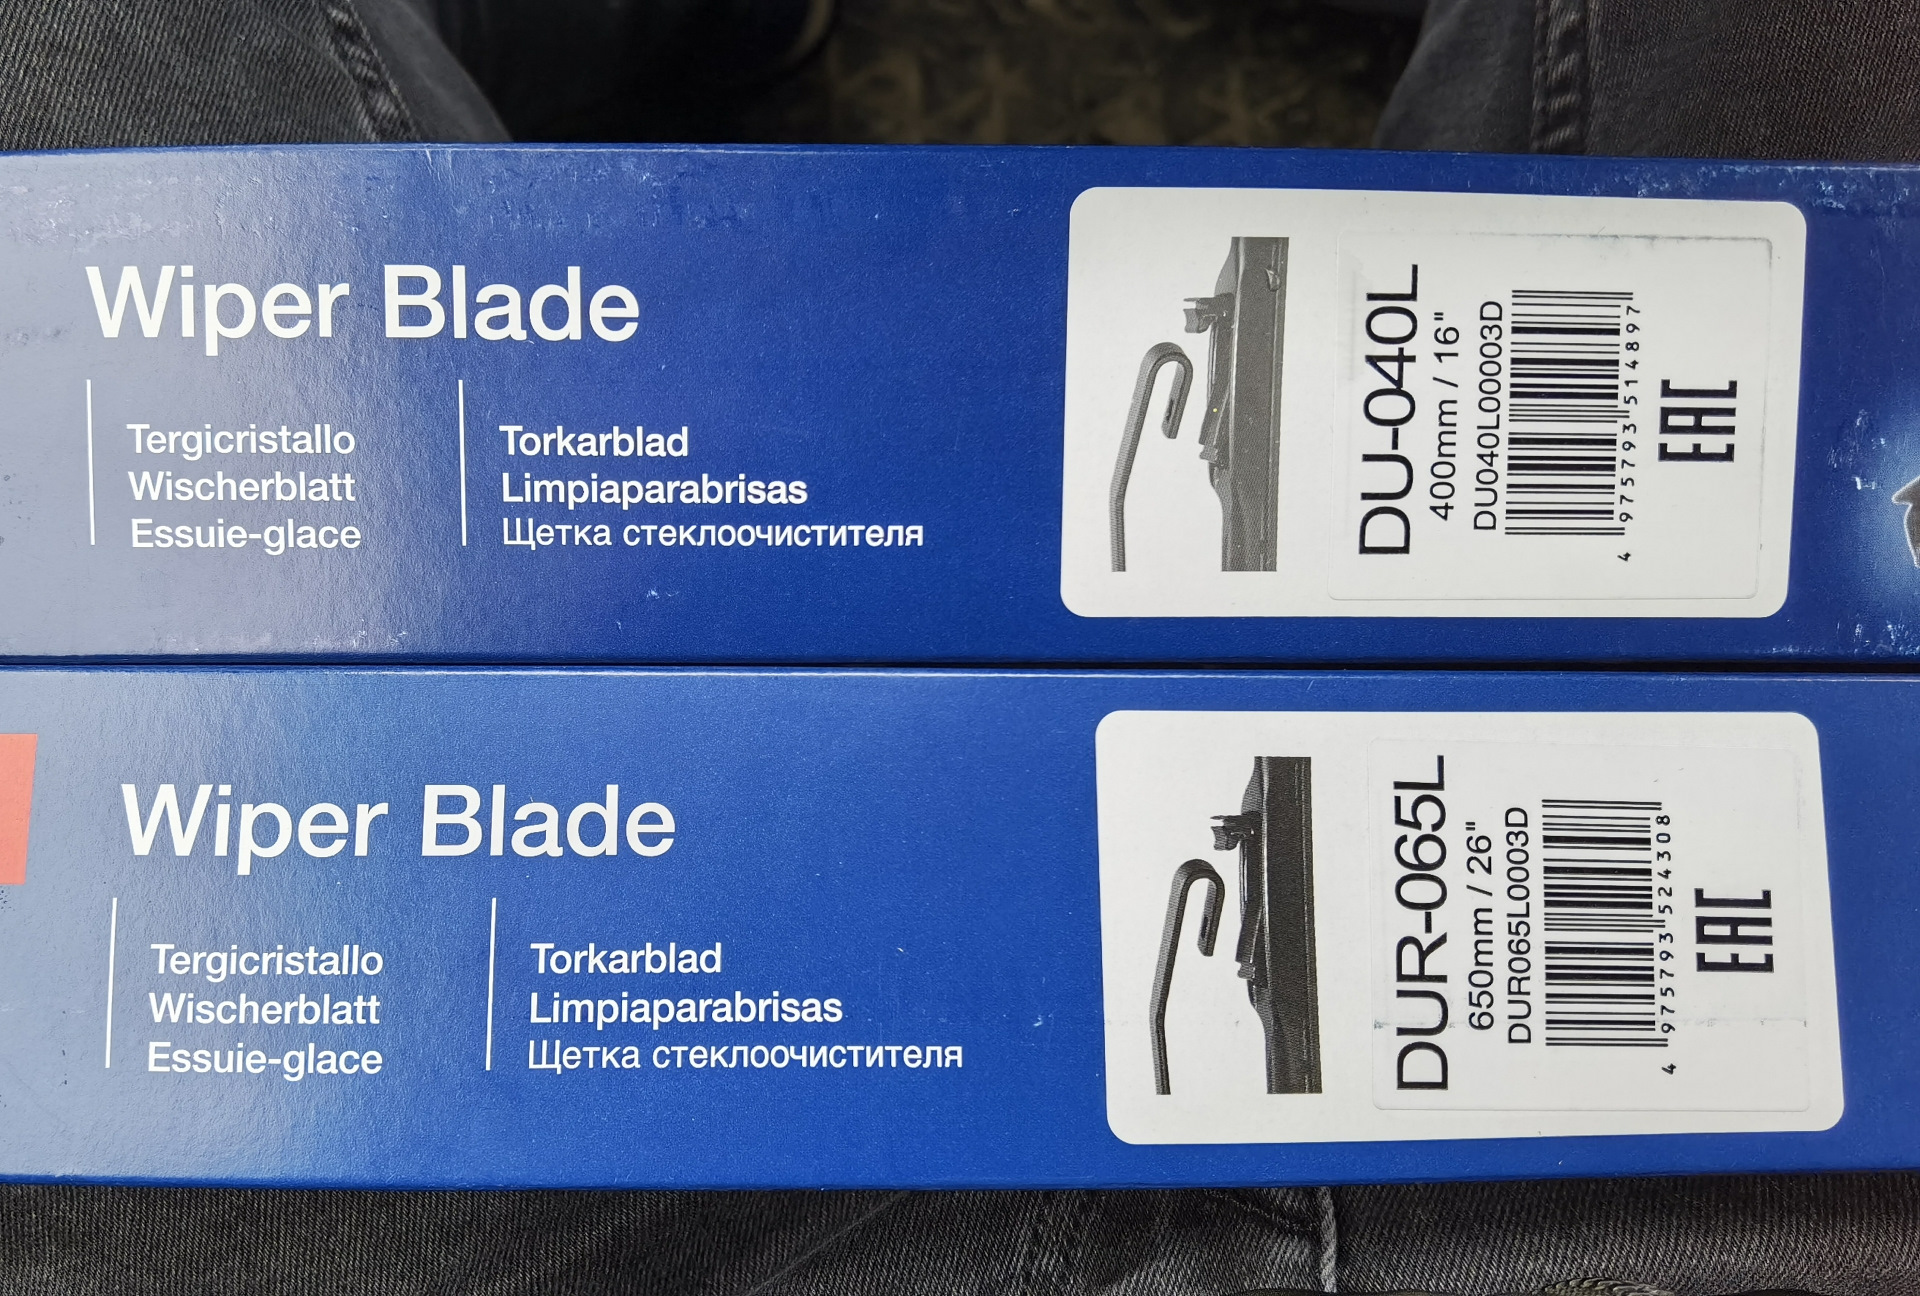 Wiper Blade
Tergicristallo
Wischerblatt
Essuie-glace
Torkarblad
Limpiaparabrisas
Щетка стеклоочистителя
DU-040L
400mm / 16"
DU040L00003D
4 975793 514897
EAC
Wiper Blade
Tergicristallo
Wischerblatt
Essuie-glace
Torkarblad
Limpiaparabrisas
Щетка стеклоочистителя
DUR-065L
650mm / 26"
DUR065L0003D
4 975793 524308
EAC